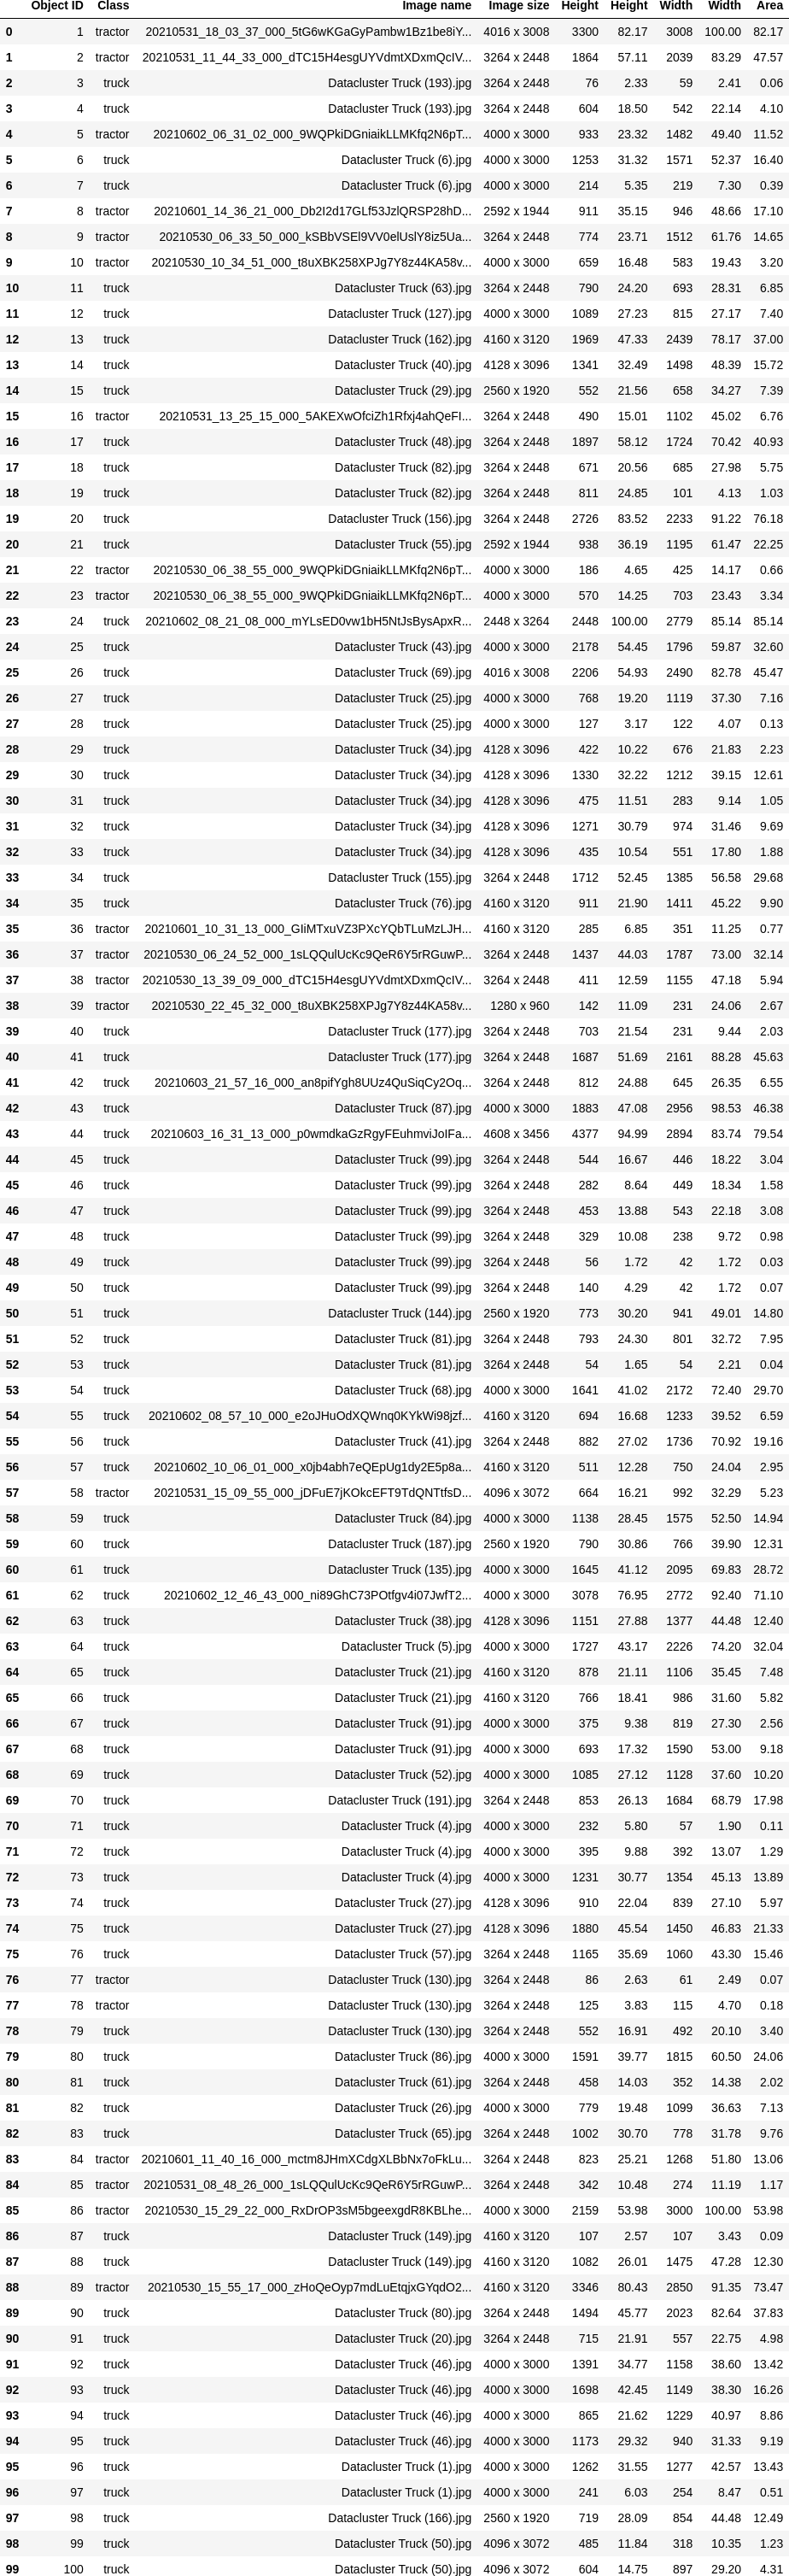 Object ID Class Image name Image size Height Height Width Width Area
0 1 tractor 20210531_18_03_37_000_5tG6wKGaGyPambw1Bz1be8iY... 4016 x 3008 3300 82.17 3008 100.00 82.17
1 2 tractor 20210531_11_44_33_000_dTC15H4esgUYVdmtXDxmQcIV... 3264 x 2448 1864 57.11 2039 83.29 47.57
2 3 truck Datacluster Truck (193).jpg 3264 x 2448 76 2.33 59 2.41 0.06
3 4 truck Datacluster Truck (193).jpg 3264 x 2448 604 18.50 542 22.14 4.10
4 5 tractor 20210602_06_31_02_000_9WQPkiDGniaikLLMKfq2N6pT... 4000 x 3000 933 23.32 1482 49.40 11.52
5 6 truck Datacluster Truck (6).jpg 4000 x 3000 1253 31.32 1571 52.37 16.40
6 7 truck Datacluster Truck (6).jpg 4000 x 3000 214 5.35 219 7.30 0.39
7 8 tractor 20210601_14_36_21_000_Db2I2d17GLf53JzlQRSP28hD... 2592 x 1944 911 35.15 946 48.66 17.10
8 9 tractor 20210530_06_33_50_000_kSBbVSEl9VV0elUslY8iz5Ua... 3264 x 2448 774 23.71 1512 61.76 14.65
9 10 tractor 20210530_10_34_51_000_t8uXBK258XPJg7Y8z44KA58v... 4000 x 3000 659 16.48 583 19.43 3.20
10 11 truck Datacluster Truck (63).jpg 3264 x 2448 790 24.20 693 28.31 6.85
11 12 truck Datacluster Truck (127).jpg 4000 x 3000 1089 27.23 815 27.17 7.40
12 13 truck Datacluster Truck (162).jpg 4160 x 3120 1969 47.33 2439 78.17 37.00
13 14 truck Datacluster Truck (40).jpg 4128 x 3096 1341 32.49 1498 48.39 15.72
14 15 truck Datacluster Truck (29).jpg 2560 x 1920 552 21.56 658 34.27 7.39
15 16 tractor 20210531_13_25_15_000_5AKEXwOfciZh1Rfxj4ahQeFI... 3264 x 2448 490 15.01 1102 45.02 6.76
16 17 truck Datacluster Truck (48).jpg 3264 x 2448 1897 58.12 1724 70.42 40.93
17 18 truck Datacluster Truck (82).jpg 3264 x 2448 671 20.56 685 27.98 5.75
18 19 truck Datacluster Truck (82).jpg 3264 x 2448 811 24.85 101 4.13 1.03
19 20 truck Datacluster Truck (156).jpg 3264 x 2448 2726 83.52 2233 91.22 76.18
20 21 truck Datacluster Truck (55).jpg 2592 x 1944 938 36.19 1195 61.47 22.25
21 22 tractor 20210530_06_38_55_000_9WQPkiDGniaikLLMKfq2N6pT... 4000 x 3000 186 4.65 425 14.17 0.66
22 23 tractor 20210530_06_38_55_000_9WQPkiDGniaikLLMKfq2N6pT... 4000 x 3000 570 14.25 703 23.43 3.34
23 24 truck 20210602_08_21_08_000_mYLsED0vw1bH5NtJsBysApxR... 2448 x 3264 2448 100.00 2779 85.14 85.14
24 25 truck Datacluster Truck (43).jpg 4000 x 3000 2178 54.45 1796 59.87 32.60
25 26 truck Datacluster Truck (69).jpg 4016 x 3008 2206 54.93 2490 82.78 45.47
26 27 truck Datacluster Truck (25).jpg 4000 x 3000 768 19.20 1119 37.30 7.16
27 28 truck Datacluster Truck (25).jpg 4000 x 3000 127 3.17 122 4.07 0.13
28 29 truck Datacluster Truck (34).jpg 4128 x 3096 422 10.22 676 21.83 2.23
29 30 truck Datacluster Truck (34).jpg 4128 x 3096 1330 32.22 1212 39.15 12.61
30 31 truck Datacluster Truck (34).jpg 4128 x 3096 475 11.51 283 9.14 1.05
31 32 truck Datacluster Truck (34).jpg 4128 x 3096 1271 30.79 974 31.46 9.69
32 33 truck Datacluster Truck (34).jpg 4128 x 3096 435 10.54 551 17.80 1.88
33 34 truck Datacluster Truck (155).jpg 3264 x 2448 1712 52.45 1385 56.58 29.68
34 35 truck Datacluster Truck (76).jpg 4160 x 3120 911 21.90 1411 45.22 9.90
35 36 tractor 20210601_10_31_13_000_GIiMTxuVZ3PXcYQbTLuMzLJH... 4160 x 3120 285 6.85 351 11.25 0.77
36 37 tractor 20210530_06_24_52_000_1sLQQulUcKc9QeR6Y5rRGuwP... 3264 x 2448 1437 44.03 1787 73.00 32.14
37 38 tractor 20210530_13_39_09_000_dTC15H4esgUYVdmtXDxmQcIV... 3264 x 2448 411 12.59 1155 47.18 5.94
38 39 tractor 20210530_22_45_32_000_t8uXBK258XPJg7Y8z44KA58v... 1280 x 960 142 11.09 231 24.06 2.67
39 40 truck Datacluster Truck (177).jpg 3264 x 2448 703 21.54 231 9.44 2.03
40 41 truck Datacluster Truck (177).jpg 3264 x 2448 1687 51.69 2161 88.28 45.63
41 42 truck 20210603_21_57_16_000_an8pifYgh8UUz4QuSiqCy2Oq... 3264 x 2448 812 24.88 645 26.35 6.55
42 43 truck Datacluster Truck (87).jpg 4000 x 3000 1883 47.08 2956 98.53 46.38
43 44 truck 20210603_16_31_13_000_p0wmdkaGzRgyFEuhmviJoIFa... 4608 x 3456 4377 94.99 2894 83.74 79.54
44 45 truck Datacluster Truck (99).jpg 3264 x 2448 544 16.67 446 18.22 3.04
45 46 truck Datacluster Truck (99).jpg 3264 x 2448 282 8.64 449 18.34 1.58
46 47 truck Datacluster Truck (99).jpg 3264 x 2448 453 13.88 543 22.18 3.08
47 48 truck Datacluster Truck (99).jpg 3264 x 2448 329 10.08 238 9.72 0.98
48 49 truck Datacluster Truck (99).jpg 3264 x 2448 56 1.72 42 1.72 0.03
49 50 truck Datacluster Truck (99).jpg 3264 x 2448 140 4.29 42 1.72 0.07
50 51 truck Datacluster Truck (144).jpg 2560 x 1920 773 30.20 941 49.01 14.80
51 52 truck Datacluster Truck (81).jpg 3264 x 2448 793 24.30 801 32.72 7.95
52 53 truck Datacluster Truck (81).jpg 3264 x 2448 54 1.65 54 2.21 0.04
53 54 truck Datacluster Truck (68).jpg 4000 x 3000 1641 41.02 2172 72.40 29.70
54 55 truck 20210602_08_57_10_000_e2oJHuOdXQWnq0KYkWi98jzf... 4160 x 3120 694 16.68 1233 39.52 6.59
55 56 truck Datacluster Truck (41).jpg 3264 x 2448 882 27.02 1736 70.92 19.16
56 57 truck 20210602_10_06_01_000_x0jb4abh7eQEpUg1dy2E5p8a... 4160 x 3120 511 12.28 750 24.04 2.95
57 58 tractor 20210531_15_09_55_000_jDFuE7jKOkcEFT9TdQNTtfsD... 4096 x 3072 664 16.21 992 32.29 5.23
58 59 truck Datacluster Truck (84).jpg 4000 x 3000 1138 28.45 1575 52.50 14.94
59 60 truck Datacluster Truck (187).jpg 2560 x 1920 790 30.86 766 39.90 12.31
60 61 truck Datacluster Truck (135).jpg 4000 x 3000 1645 41.12 2095 69.83 28.72
61 62 truck 20210602_12_46_43_000_ni89GhC73POtfgv4i07JwfT2... 4000 x 3000 3078 76.95 2772 92.40 71.10
62 63 truck Datacluster Truck (38).jpg 4128 x 3096 1151 27.88 1377 44.48 12.40
63 64 truck Datacluster Truck (5).jpg 4000 x 3000 1727 43.17 2226 74.20 32.04
64 65 truck Datacluster Truck (21).jpg 4160 x 3120 878 21.11 1106 35.45 7.48
65 66 truck Datacluster Truck (21).jpg 4160 x 3120 766 18.41 986 31.60 5.82
66 67 truck Datacluster Truck (91).jpg 4000 x 3000 375 9.38 819 27.30 2.56
67 68 truck Datacluster Truck (91).jpg 4000 x 3000 693 17.32 1590 53.00 9.18
68 69 truck Datacluster Truck (52).jpg 4000 x 3000 1085 27.12 1128 37.60 10.20
69 70 truck Datacluster Truck (191).jpg 3264 x 2448 853 26.13 1684 68.79 17.98
70 71 truck Datacluster Truck (4).jpg 4000 x 3000 232 5.80 57 1.90 0.11
71 72 truck Datacluster Truck (4).jpg 4000 x 3000 395 9.88 392 13.07 1.29
72 73 truck Datacluster Truck (4).jpg 4000 x 3000 1231 30.77 1354 45.13 13.89
73 74 truck Datacluster Truck (27).jpg 4128 x 3096 910 22.04 839 27.10 5.97
74 75 truck Datacluster Truck (27).jpg 4128 x 3096 1880 45.54 1450 46.83 21.33
75 76 truck Datacluster Truck (57).jpg 3264 x 2448 1165 35.69 1060 43.30 15.46
76 77 tractor Datacluster Truck (130).jpg 3264 x 2448 86 2.63 61 2.49 0.07
77 78 tractor Datacluster Truck (130).jpg 3264 x 2448 125 3.83 115 4.70 0.18
78 79 truck Datacluster Truck (130).jpg 3264 x 2448 552 16.91 492 20.10 3.40
79 80 truck Datacluster Truck (86).jpg 4000 x 3000 1591 39.77 1815 60.50 24.06
80 81 truck Datacluster Truck (61).jpg 3264 x 2448 458 14.03 352 14.38 2.02
81 82 truck Datacluster Truck (26).jpg 4000 x 3000 779 19.48 1099 36.63 7.13
82 83 truck Datacluster Truck (65).jpg 3264 x 2448 1002 30.70 778 31.78 9.76
83 84 tractor 20210601_11_40_16_000_mctm8JHmXCdgXLBbNx7oFkLu... 3264 x 2448 823 25.21 1268 51.80 13.06
84 85 tractor 20210531_08_48_26_000_1sLQQulUcKc9QeR6Y5rRGuwP... 3264 x 2448 342 10.48 274 11.19 1.17
85 86 tractor 20210530_15_29_22_000_RxDrOP3sM5bgeexgdR8KBLhe... 4000 x 3000 2159 53.98 3000 100.00 53.98
86 87 truck Datacluster Truck (149).jpg 4160 x 3120 107 2.57 107 3.43 0.09
87 88 truck Datacluster Truck (149).jpg 4160 x 3120 1082 26.01 1475 47.28 12.30
88 89 tractor 20210530_15_55_17_000_zHoQeOyp7mdLuEtqjxGYqdO2... 4160 x 3120 3346 80.43 2850 91.35 73.47
89 90 truck Datacluster Truck (80).jpg 3264 x 2448 1494 45.77 2023 82.64 37.83
90 91 truck Datacluster Truck (20).jpg 3264 x 2448 715 21.91 557 22.75 4.98
91 92 truck Datacluster Truck (46).jpg 4000 x 3000 1391 34.77 1158 38.60 13.42
92 93 truck Datacluster Truck (46).jpg 4000 x 3000 1698 42.45 1149 38.30 16.26
93 94 truck Datacluster Truck (46).jpg 4000 x 3000 865 21.62 1229 40.97 8.86
94 95 truck Datacluster Truck (46).jpg 4000 x 3000 1173 29.32 940 31.33 9.19
95 96 truck Datacluster Truck (1).jpg 4000 x 3000 1262 31.55 1277 42.57 13.43
96 97 truck Datacluster Truck (1).jpg 4000 x 3000 241 6.03 254 8.47 0.51
97 98 truck Datacluster Truck (166).jpg 2560 x 1920 719 28.09 854 44.48 12.49
98 99 truck Datacluster Truck (50).jpg 4096 x 3072 485 11.84 318 10.35 1.23
99 100 truck Datacluster Truck (50).jpg 4096 x 3072 604 14.75 897 29.20 4.31